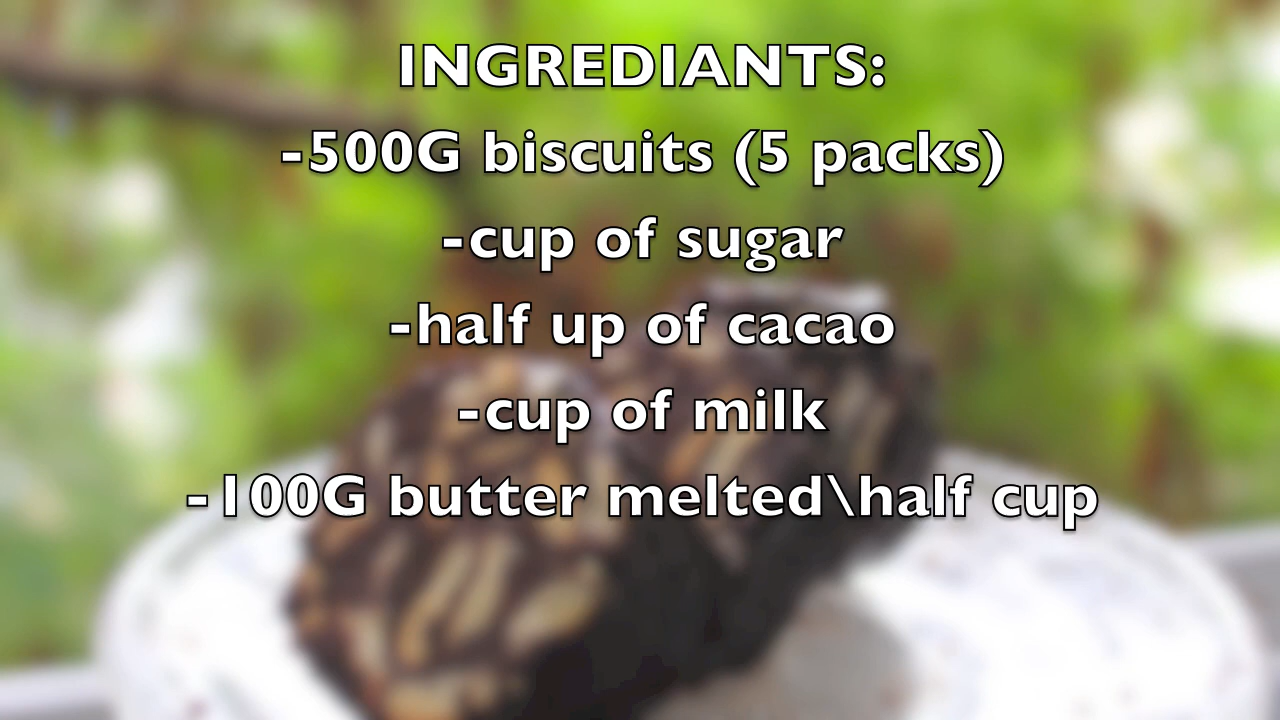 INGREDIANTS:
-500G biscuits (5 packs)
-cup of sugar
-half up of cacao
-cup of milk
-100G butter melted\half cup